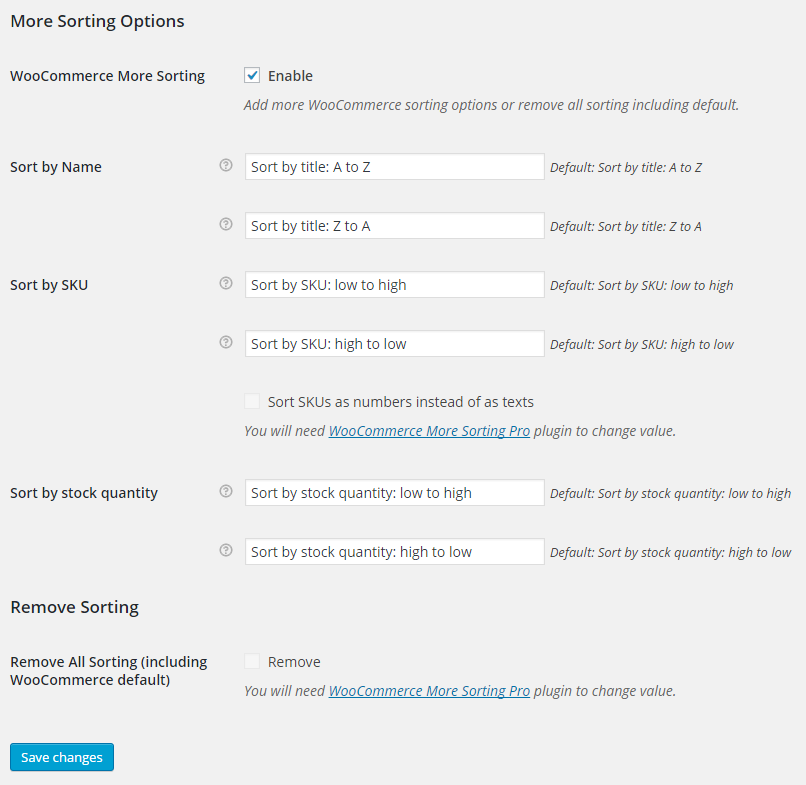 More Sorting Options
WooCommerce More Sorting
Enable
Add more WooCommerce sorting options or remove all sorting including default.
Sort by Name
Sort by title: A to Z
Default: Sort by title: A to Z
Sort by title: Z to A
Default: Sort by title: Z to A
Sort by SKU
Sort by SKU: low to high
Default: Sort by SKU: low to high
Sort by SKU: high to low
Default: Sort by SKU: high to low
Sort SKUs as numbers instead of as texts
You will need WooCommerce More Sorting Pro plugin to change value.
Sort by stock quantity
Sort by stock quantity: low to high
Default: Sort by stock quantity: low to high
Sort by stock quantity: high to low
Default: Sort by stock quantity: high to low
Remove Sorting
Remove All Sorting (including
WooCommerce default)
Remove
You will need WooCommerce More Sorting Pro plugin to change value.
Save changes